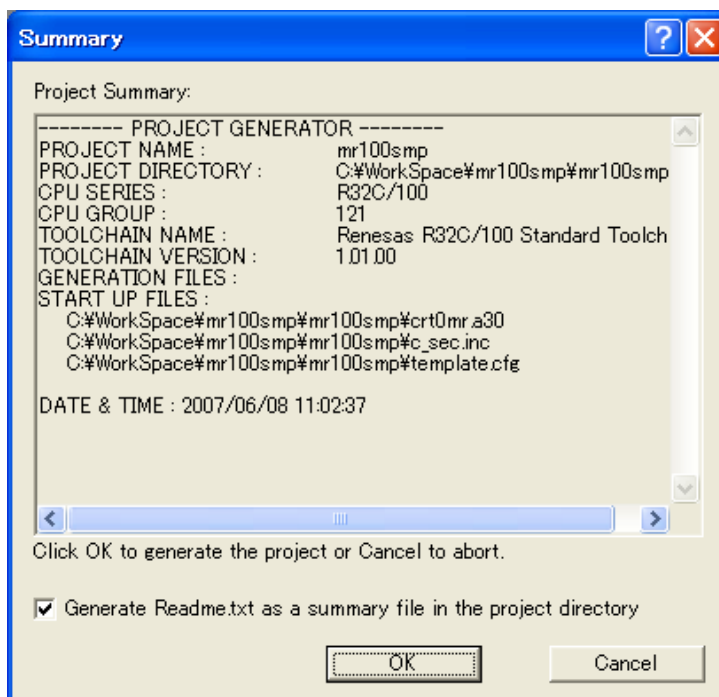 Summary
Project Summary:
-------- PROJECT GENERATOR --------
PROJECT NAME : mr100smp
PROJECT DIRECTORY : C:¥WorkSpace¥mr100smp¥mr100smp
CPU SERIES : R32C/100
CPU GROUP : 121
TOOLCHAIN NAME : Renesas R32C/100 Standard Toolch
TOOLCHAIN VERSION : 1.01.00
GENERATION FILES :
START UP FILES :
C:¥WorkSpace¥mr100smp¥mr100smp¥crt0mr.a30
C:¥WorkSpace¥mr100smp¥mr100smp¥c_sec.inc
C:¥WorkSpace¥mr100smp¥mr100smp¥template.cfg
DATE & TIME : 2007/06/08 11:02:37
Click OK to generate the project or Cancel to abort.
Generate Readme.txt as a summary file in the project directory
OK Cancel